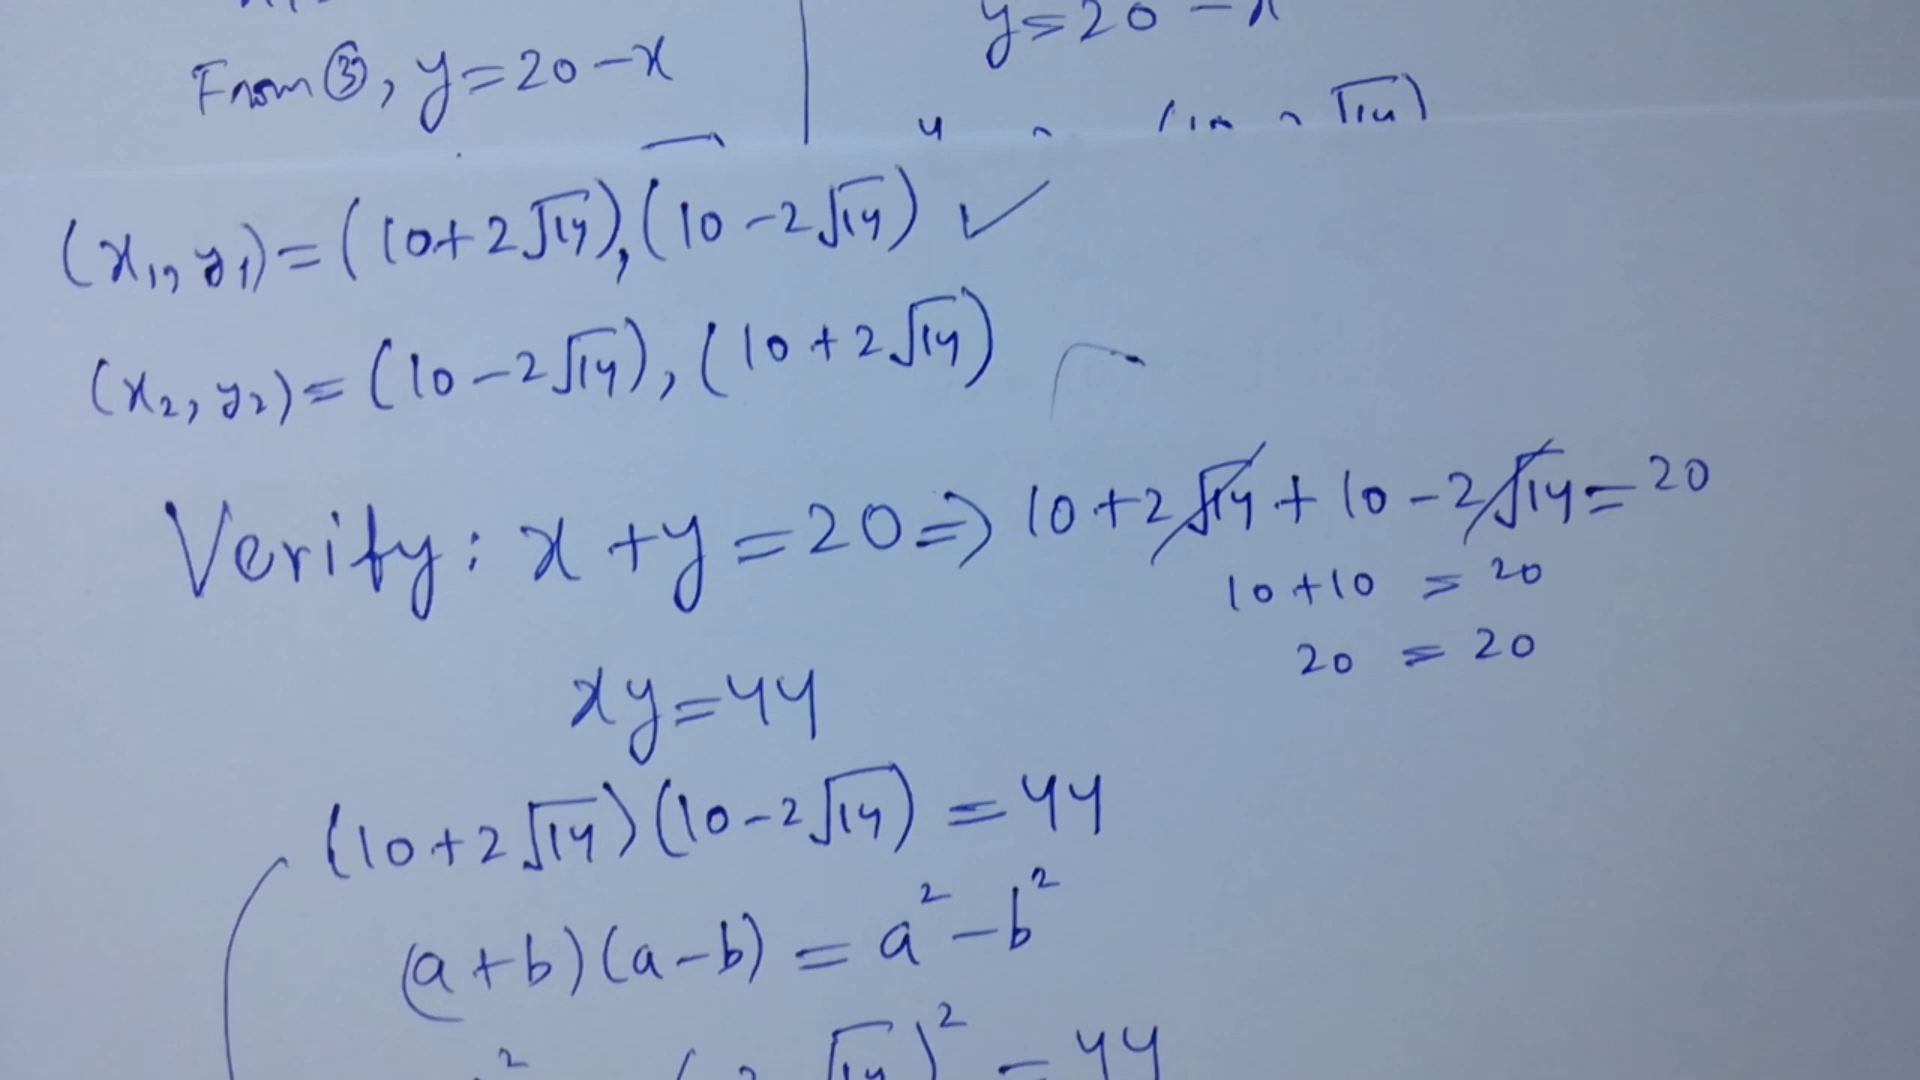 From ③, y=20-x
y=20-x
(x₁, y₁)=(10+2√14),(10-2√14) ✓
(x₂, y₂)=(10-2√14),(10+2√14)
Verify: x+y=20⇒10+2√14+10-2√14=20
10+10=20
20=20
xy=44
(10+2√14)(10-2√14)=44
(a+b)(a-b)=a²-b²